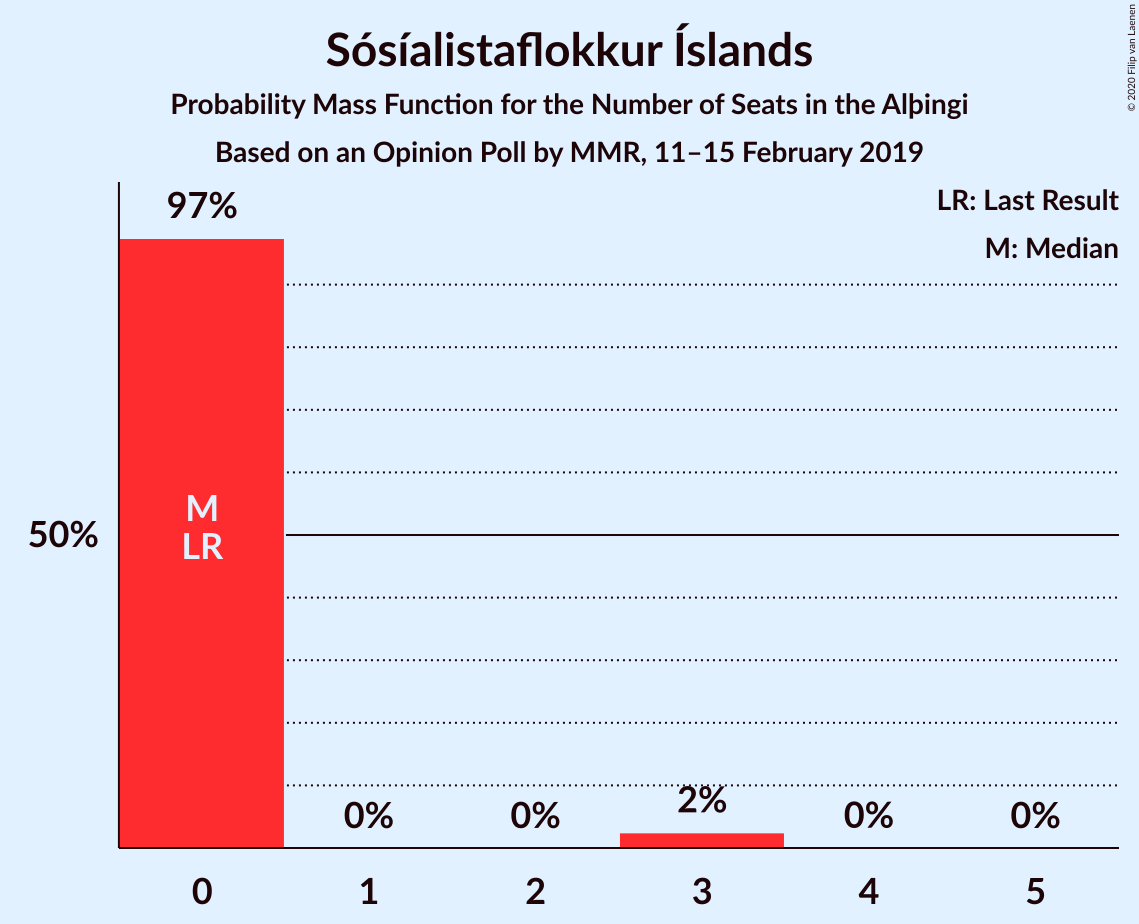 Sósíalistaflokkur Íslands
Probability Mass Function for the Number of Seats in the Alþingi
Based on an Opinion Poll by MMR, 11–15 February 2019
© 2020 Filip van Laenen
LR: Last Result
M: Median
97%
M
LR
50%
0%
0%
2%
0%
0%
0
1
2
3
4
5